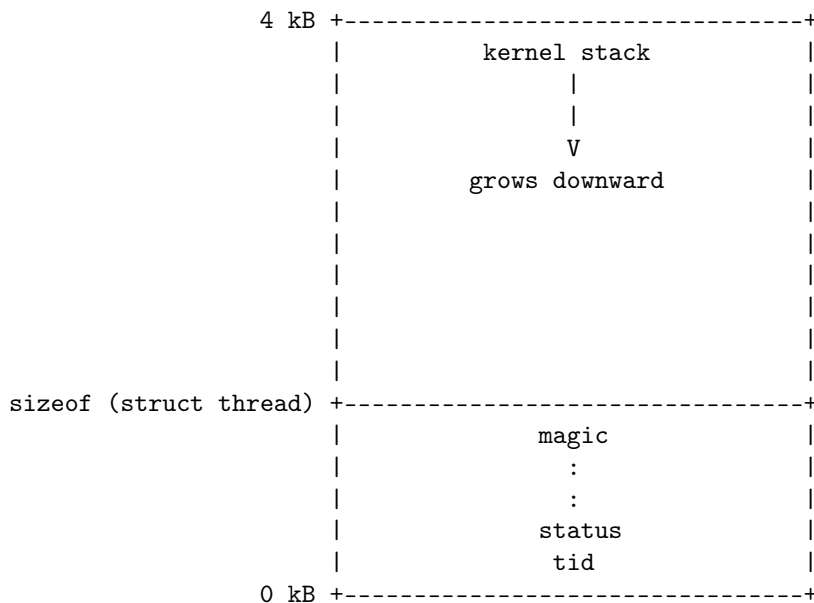 4 kB +---------------------------------+
| kernel stack |
| | |
| | |
| V |
| grows downward |
| |
| |
| |
| |
| |
| |
sizeof (struct thread) +---------------------------------+
| magic |
| : |
| : |
| status |
| tid |
0 kB +---------------------------------+